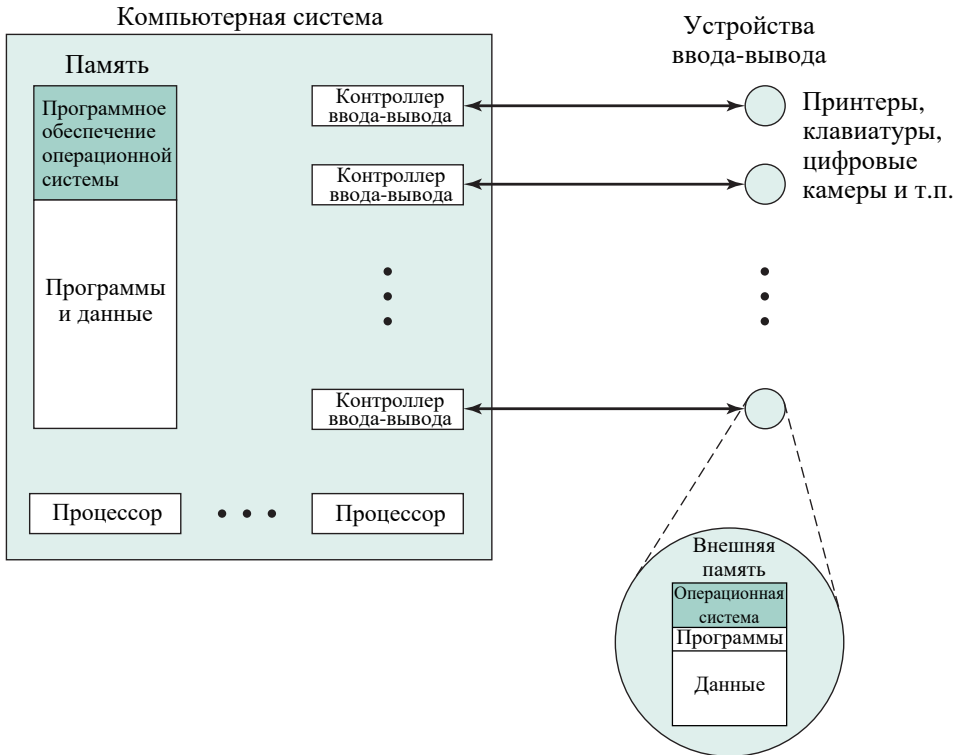 Компьютерная система
Память
Программное
обеспечение
операционной
системы
Программы
и данные
Контроллер
ввода-вывода
Контроллер
ввода-вывода
Контроллер
ввода-вывода
Процессор
Процессор
Устройства
ввода-вывода
Принтеры,
клавиатуры,
цифровые
камеры и т.п.
Внешняя
память
Операционная
система
Программы
Данные